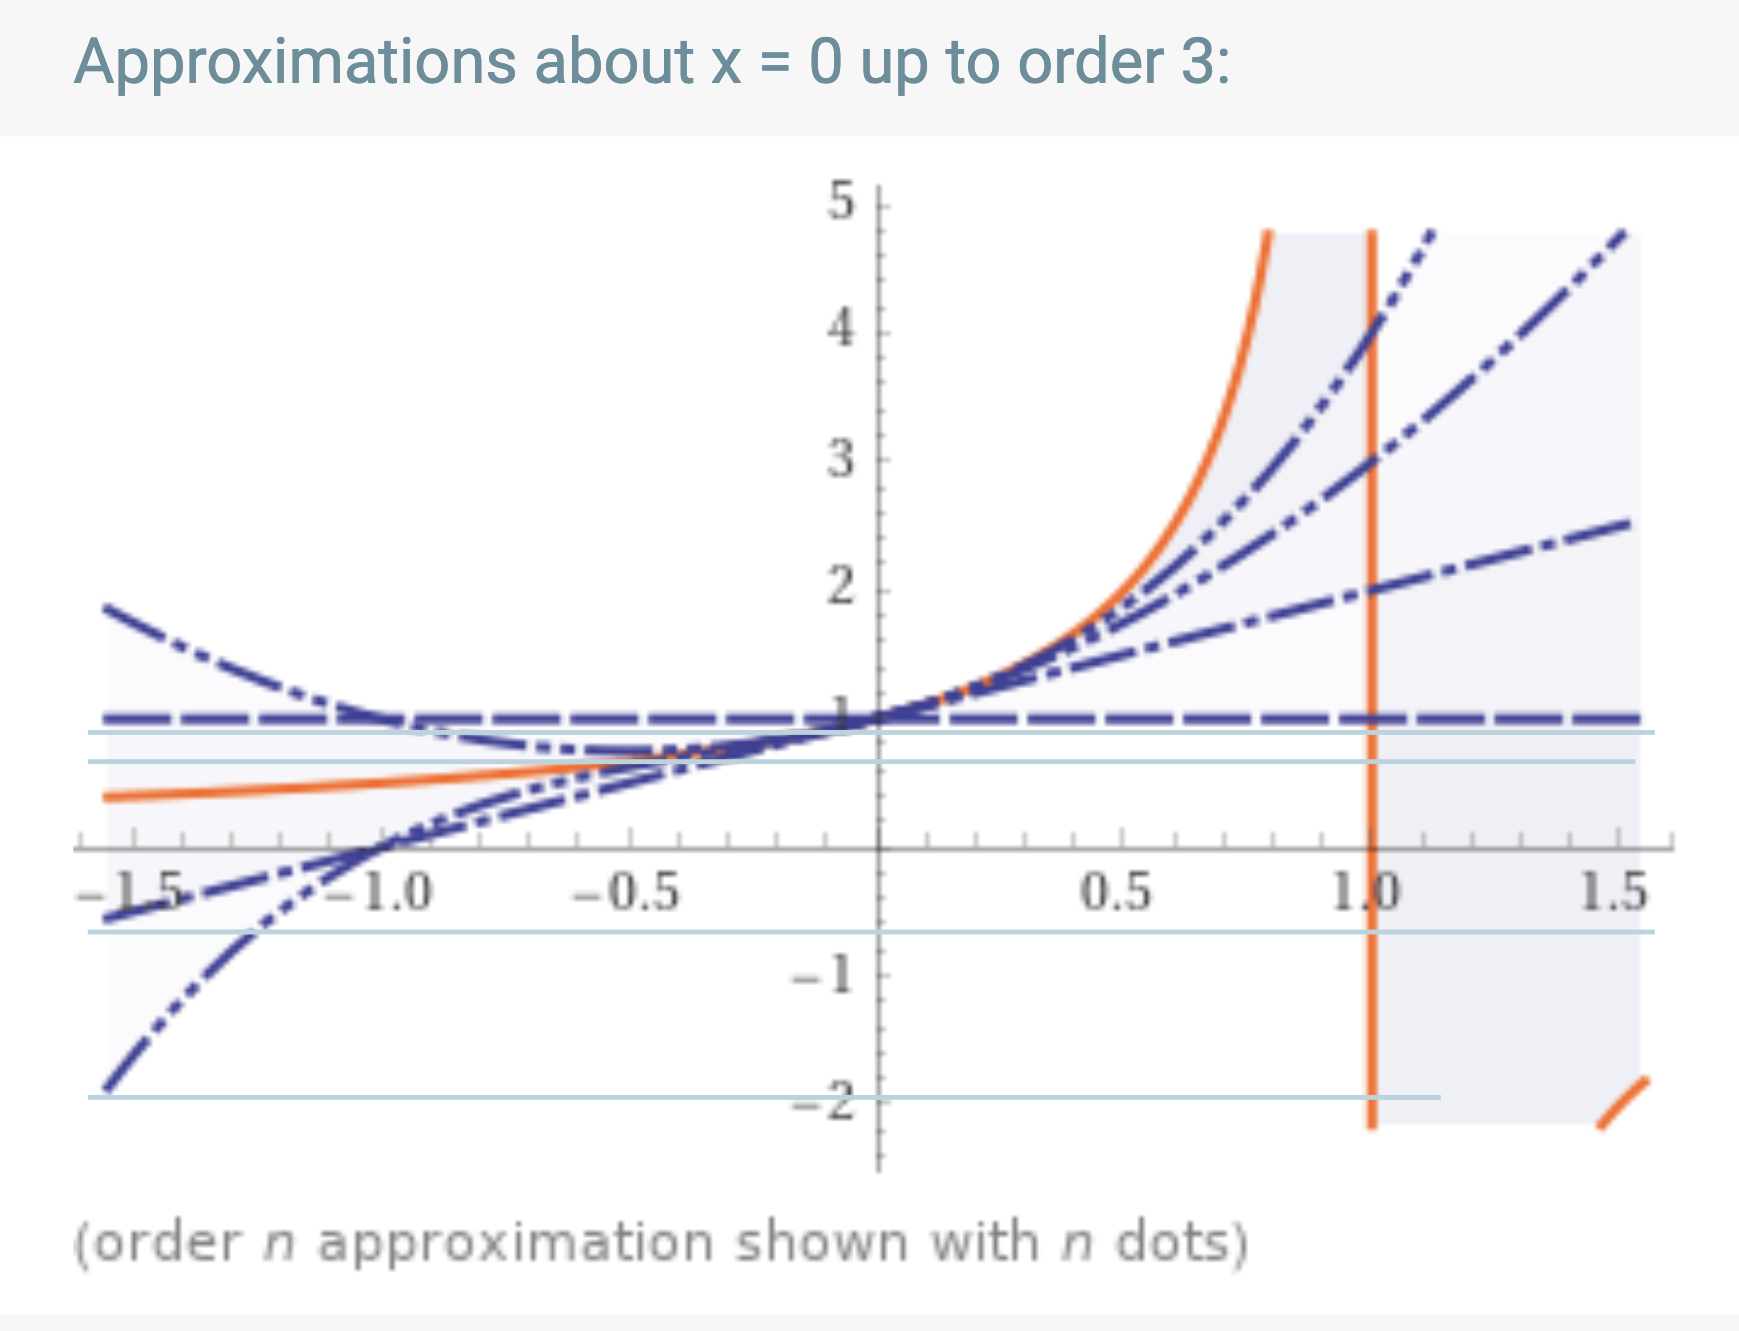 Approximations about x = 0 up to order 3:
5
4
3
2
1
−1.5 −1.0 −0.5 0.5 1.0 1.5
−1
−2
(order n approximation shown with n dots)